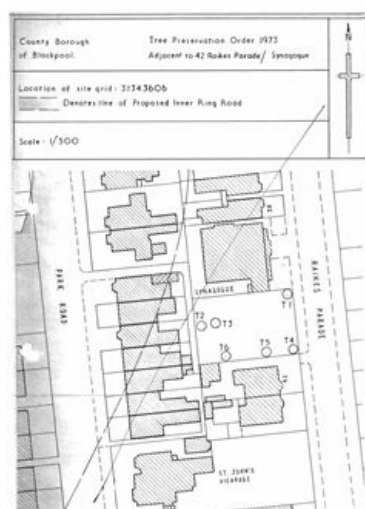 County Borough
of Blackpool.
Tree Preservation Order 1973
Adjacent to 42 Raikes Parade/ Synagogue
Location of site grid: 31343606
Denotes line of Proposed Inner Ring Road
Scale - 1/500
N
PARK ROAD
RAIKES PARADE
SYNAGOGUE
T1
T2
T3
T4
T5
T6
42
ST. JOHN'S
VICARAGE